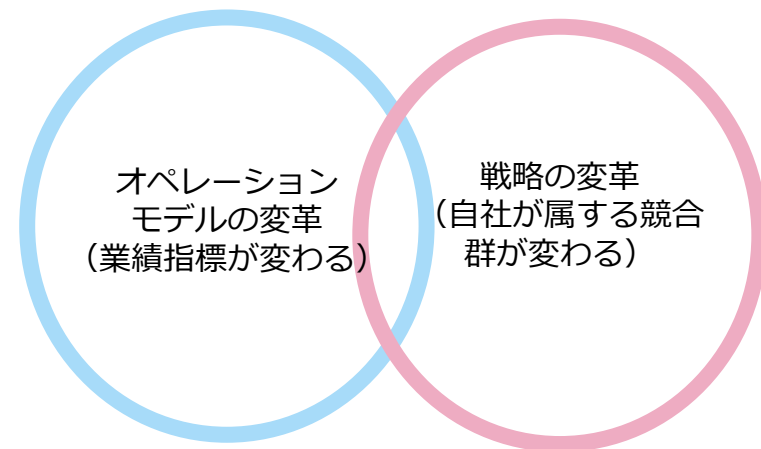 オペレーション
モデルの変革
（業績指標が変わる）
戦略の変革
（自社が属する競合
群が変わる）